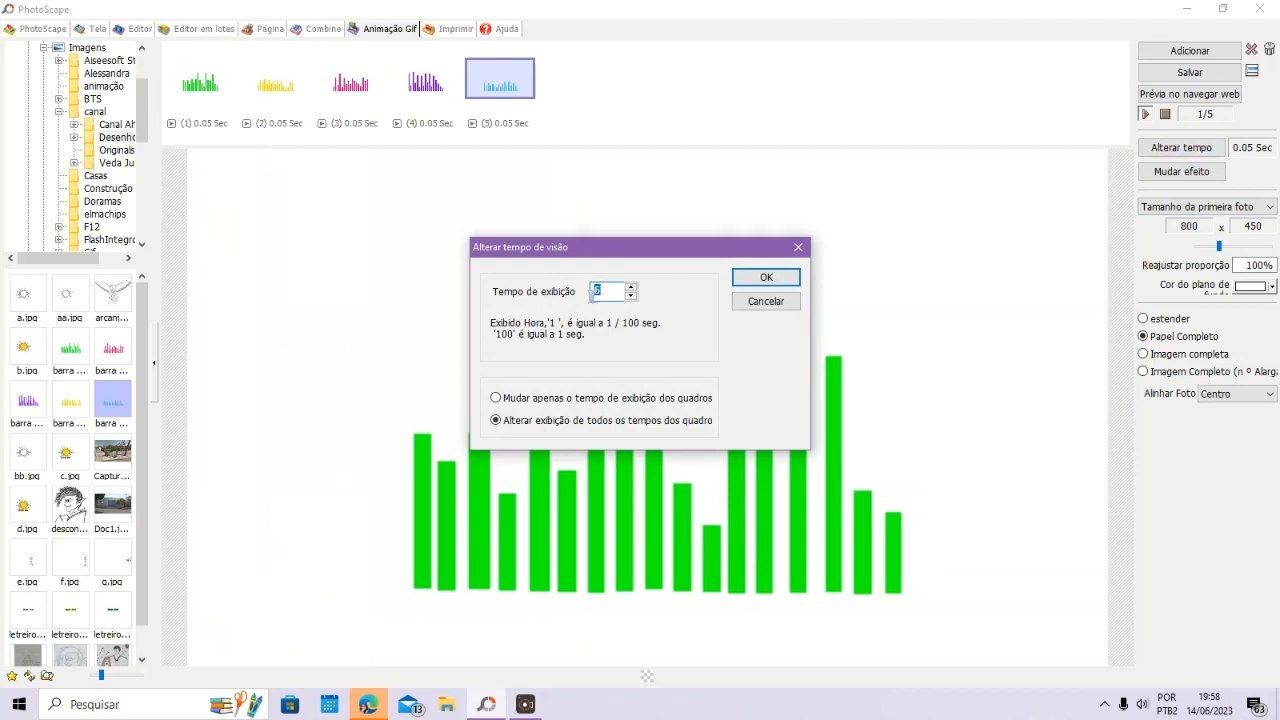 PhotoScape
PhotoScape Tela Editor Editor em lotes Página Combine Animação Gif Imprimir Ajuda
Imagens
Aiseesoft St
Alessandra
animação
BTS
canal
Canal Ah
Desenho
Originals
Veda Ju
Casas
Construção
Doramas
elmachips
F12
FlashIntegro
(1) 0.05 Sec (2) 0.05 Sec (3) 0.05 Sec (4) 0.05 Sec (5) 0.05 Sec
Adicionar
Salvar
Prévia no navegar web
1/5
Alterar tempo 0.05 Sec
Mudar efeito
Tamanho da primeira foto
800 x 450
Reajustar proporção 100%
Cor do plano de
estender
Papel Completo
Imagem completa
Imagem Completo (n º Alarga
Alinhar Foto Centro
Alterar tempo de visão
Tempo de exibição
OK
Cancelar
Exibido Hora,'1 ', é igual a 1 / 100 seg.
'100' é igual a 1 seg.
Mudar apenas o tempo de exibição dos quadros
Alterar exibição de todos os tempos dos quadro
a.jpg aa.jpg arcanj
b.jpg barra ... barra ...
barra ... barra ... barra ...
bb.jpg c.jpg Captur...
d.jpg descon... Doc1.j...
e.jpg f.jpg g.jpg
letreiro letreiro letreiro
Pesquisar
13
POR
PTB2
19:58
14/06/2023
63